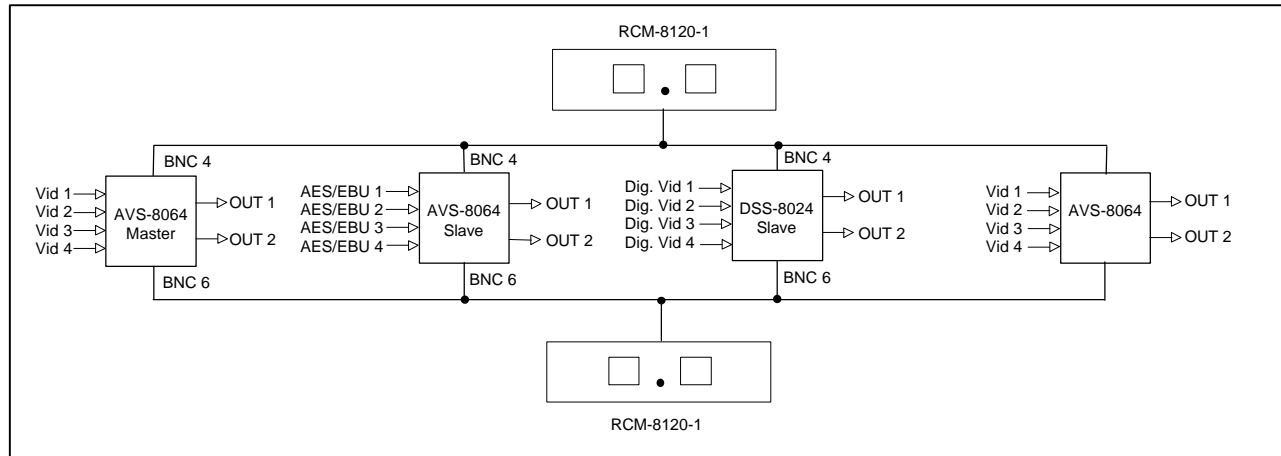 RCM-8120-1
BNC 4
BNC 4
BNC 4
Vid 1
Vid 2
Vid 3
Vid 4
AVS-8064
Master
OUT 1
OUT 2
BNC 6
AES/EBU 1
AES/EBU 2
AES/EBU 3
AES/EBU 4
AVS-8064
Slave
OUT 1
OUT 2
BNC 6
Dig. Vid 1
Dig. Vid 2
Dig. Vid 3
Dig. Vid 4
DSS-8024
Slave
OUT 1
OUT 2
BNC 6
Vid 1
Vid 2
Vid 3
Vid 4
AVS-8064
OUT 1
OUT 2
RCM-8120-1